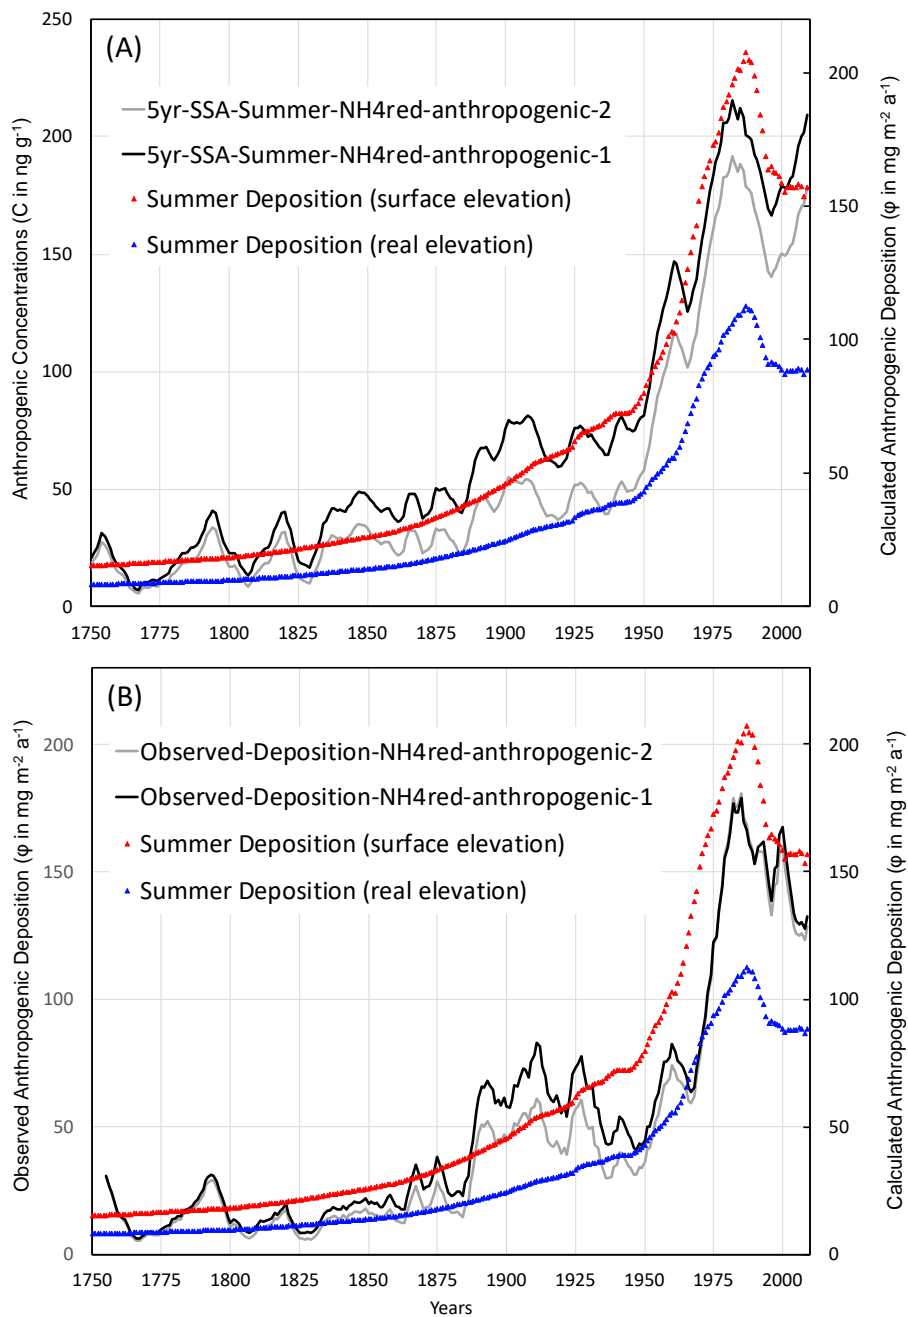 (A)
250
200
150
100
50
0
Anthropogenic Concentrations (C in ng g-1)
5yr-SSA-Summer-NH4red-anthropogenic-2
5yr-SSA-Summer-NH4red-anthropogenic-1
Summer Deposition (surface elevation)
Summer Deposition (real elevation)
200
150
100
50
0
Calculated Anthropogenic Deposition (φ in mg m-2 a-1)
1750 1775 1800 1825 1850 1875 1900 1925 1950 1975 2000
(B)
200
150
100
50
0
Observed Anthropogenic Deposition (φ in mg m-2 a-1)
Observed-Deposition-NH4red-anthropogenic-2
Observed-Deposition-NH4red-anthropogenic-1
Summer Deposition (surface elevation)
Summer Deposition (real elevation)
200
150
100
50
0
Calculated Anthropogenic Deposition (φ in mg m-2 a-1)
1750 1775 1800 1825 1850 1875 1900 1925 1950 1975 2000
Years